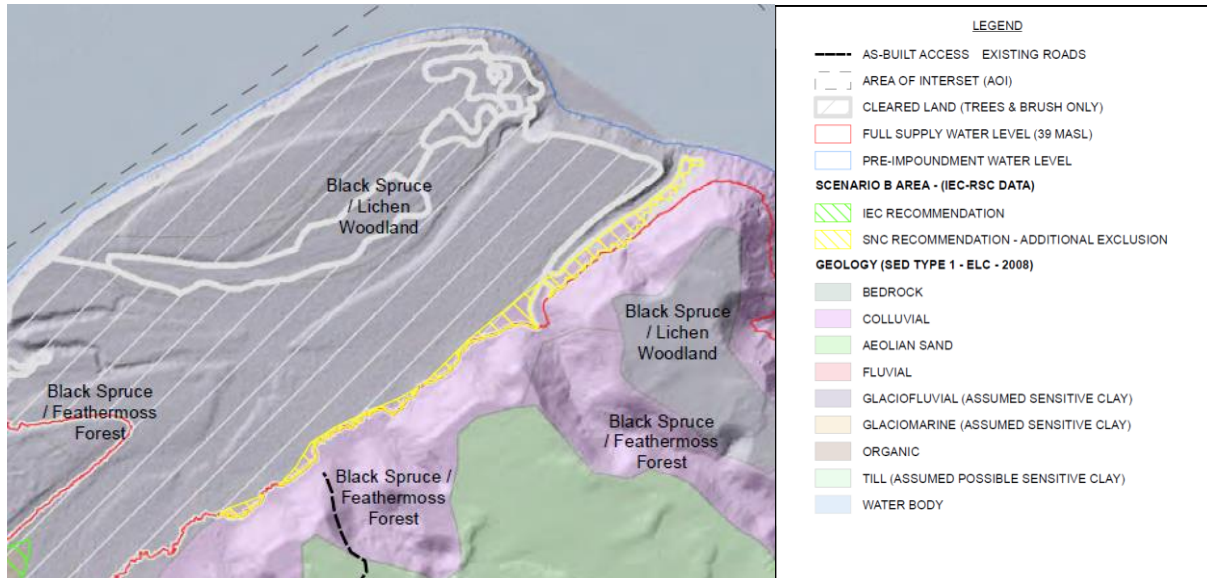 Black Spruce
/ Lichen
Woodland
Black Spruce
/ Lichen
Woodland
Black Spruce
/ Feathermoss
Forest
Black Spruce
/ Feathermoss
Forest
Black Spruce /
Feathermoss
Forest
LEGEND
AS-BUILT ACCESS EXISTING ROADS
AREA OF INTERSET (AOI)
CLEARED LAND (TREES & BRUSH ONLY)
FULL SUPPLY WATER LEVEL (39 MASL)
PRE-IMPOUNDMENT WATER LEVEL
SCENARIO B AREA - (IEC-RSC DATA)
IEC RECOMMENDATION
SNC RECOMMENDATION - ADDITIONAL EXCLUSION
GEOLOGY (SED TYPE 1 - ELC - 2008)
BEDROCK
COLLUVIAL
AEOLIAN SAND
FLUVIAL
GLACIOFLUVIAL (ASSUMED SENSITIVE CLAY)
GLACIOMARINE (ASSUMED SENSITIVE CLAY)
ORGANIC
TILL (ASSUMED POSSIBLE SENSITIVE CLAY)
WATER BODY